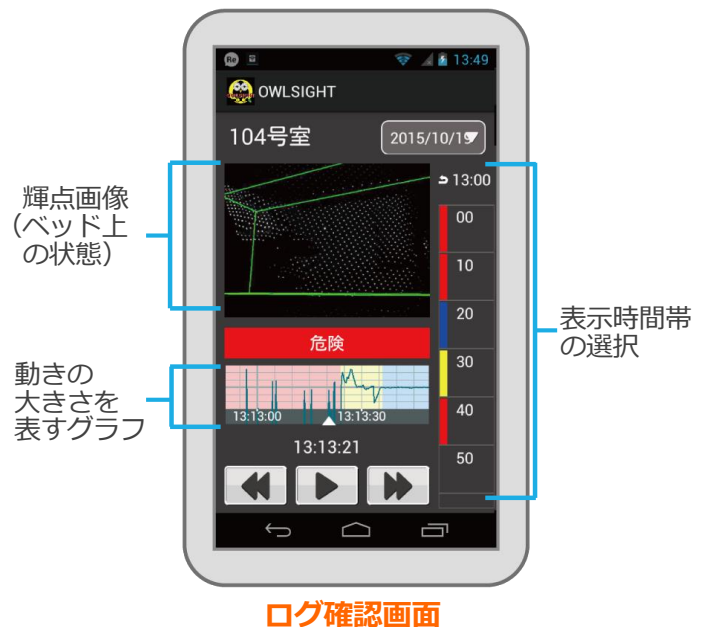 13:49
OWLSIGHT
104号室
2015/10/19
輝点画像
（ベッド上
の状態）
13:00
00
10
20
30
40
50
危険
表示時間帯
の選択
動きの
大きさを
表すグラフ
13:13:00
13:13:30
13:13:21
ログ確認画面